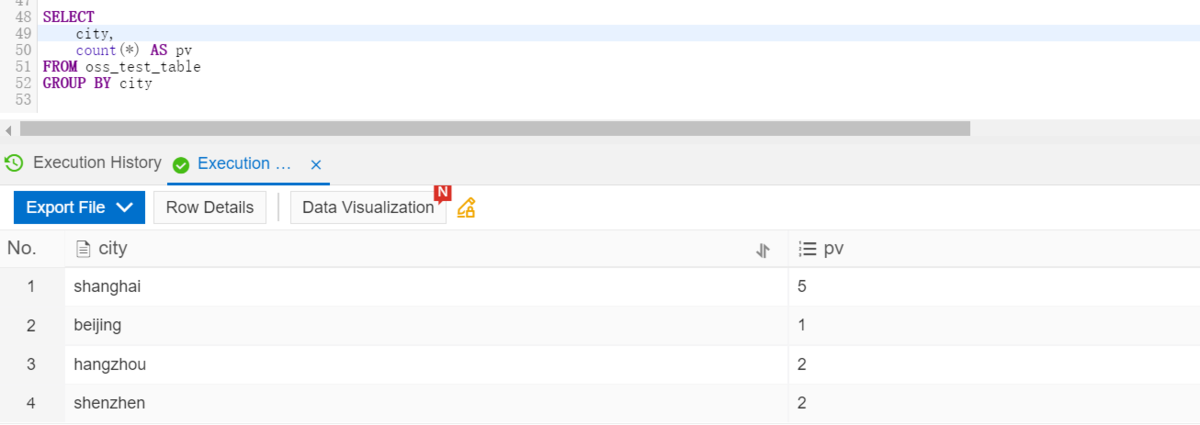 47
48 SELECT
49 city,
50 count(*) AS pv
51 FROM oss_test_table
52 GROUP BY city
53
Execution History Execution ... ×
Export File Row Details Data Visualization N
No. city pv
1 shanghai 5
2 beijing 1
3 hangzhou 2
4 shenzhen 2